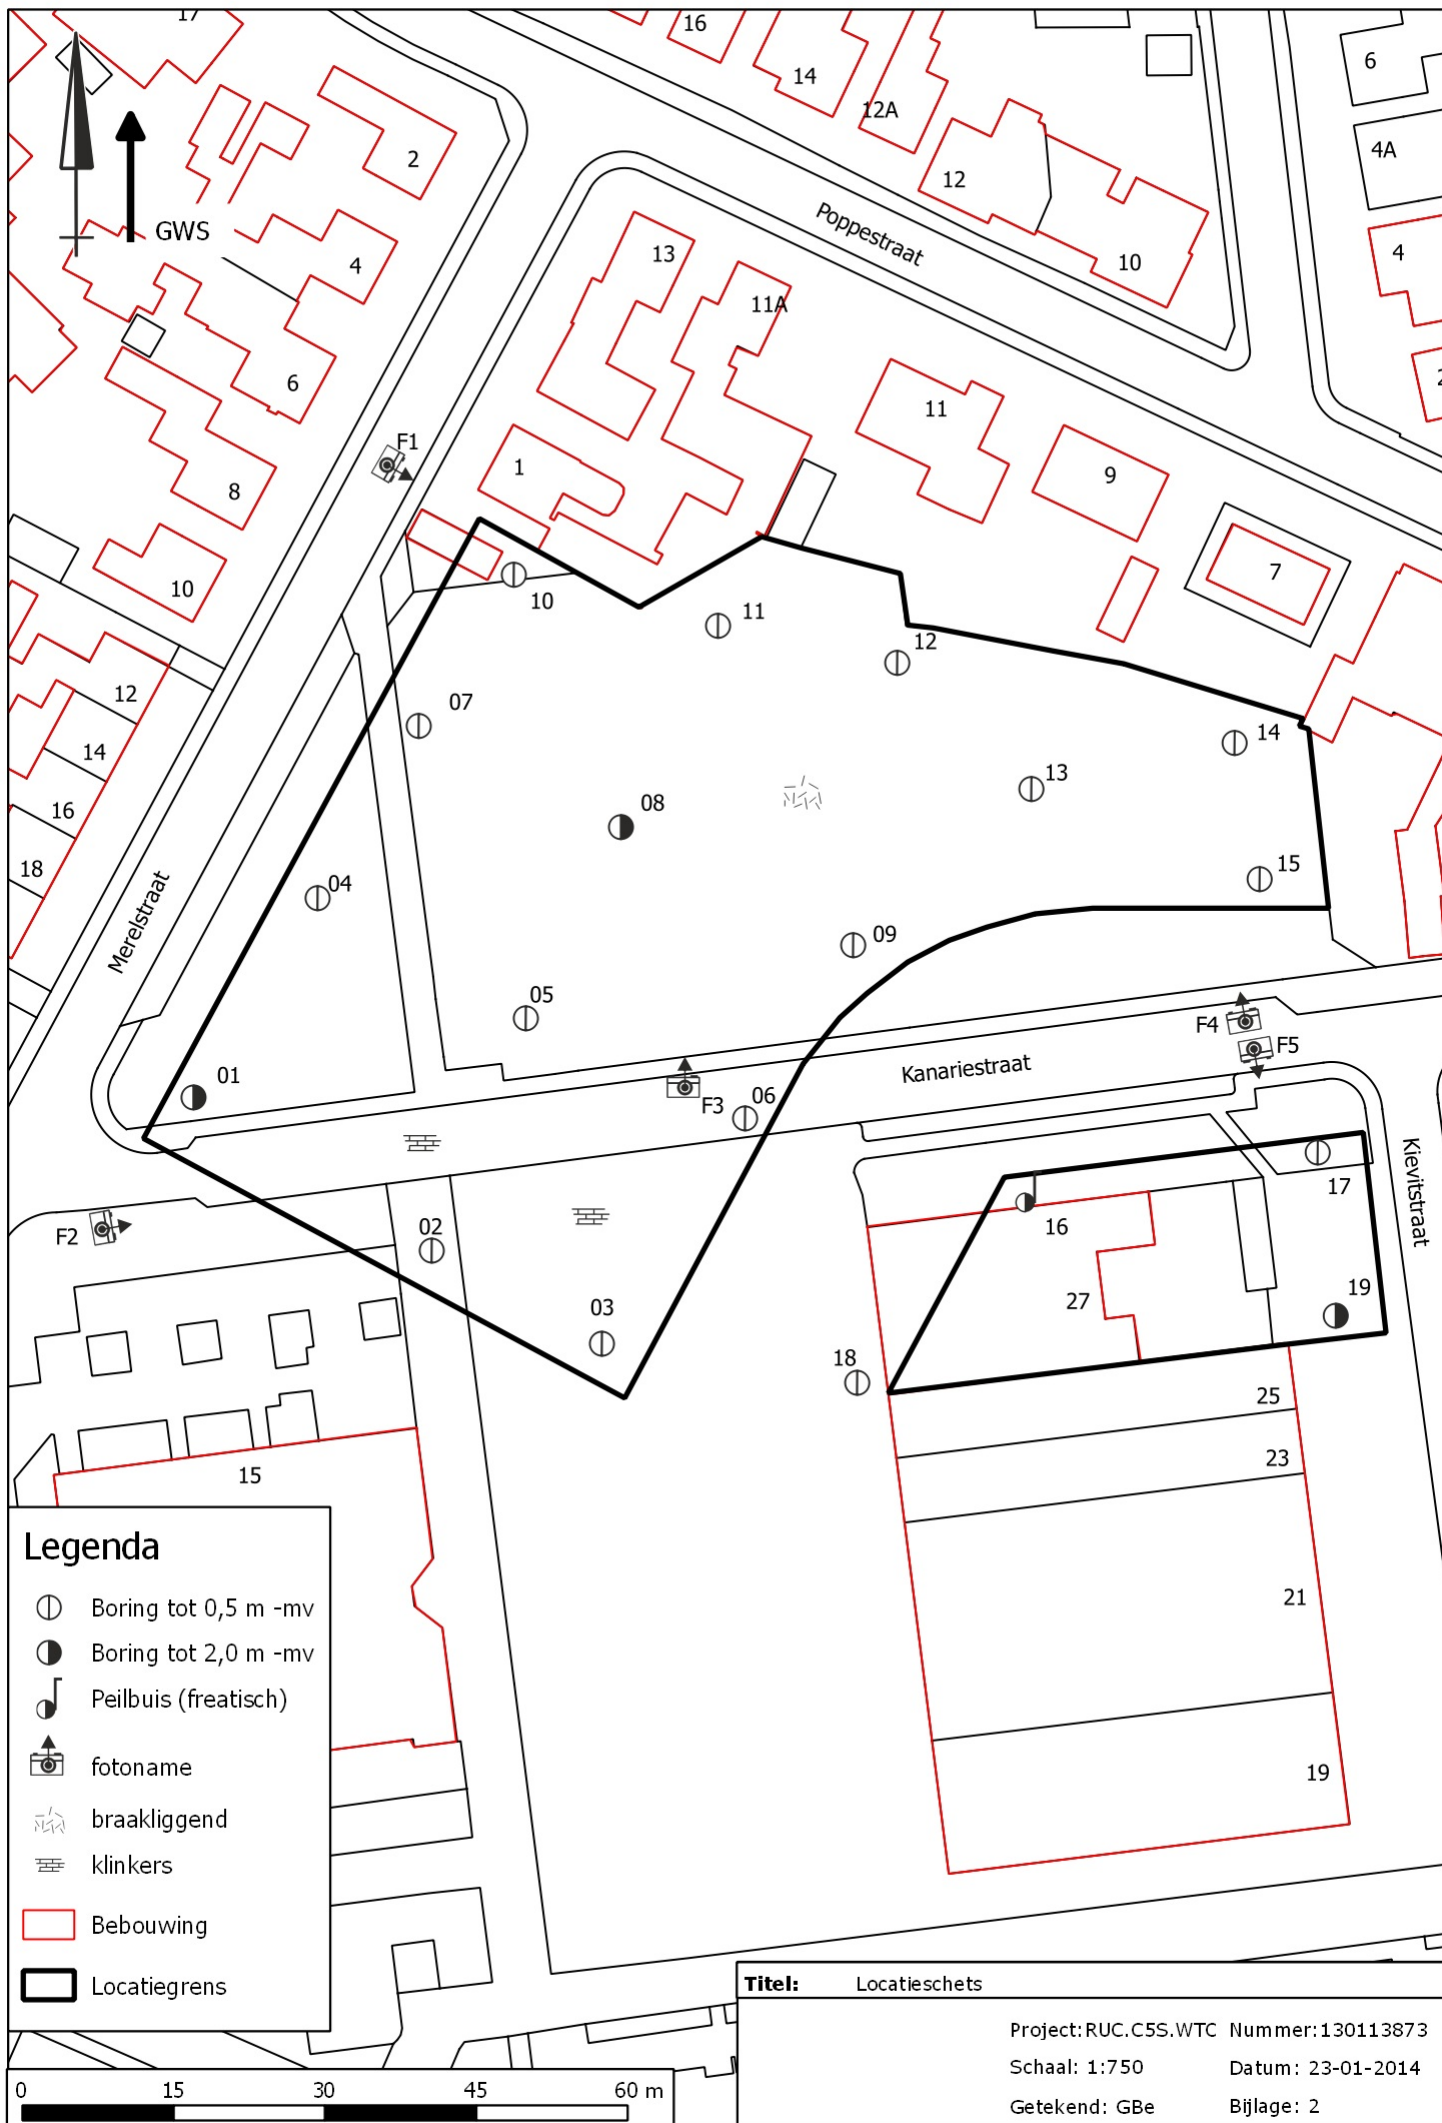 17
16
14
12A
6
4A
2
12
4
GWS
4
13
Poppestraat
10
11A
6
11
F1
1
9
8
10
7
10
11
12
12
07
14
14
13
16
08
18
04
15
Merelstraat
09
05
F4
F5
01
Kanariestraat
06
F3
Kievitstraat
17
F2
02
16
27
19
03
18
25
23
15
21
19
Legenda
Boring tot 0,5 m -mv
Boring tot 2,0 m -mv
Peilbuis (freatisch)
fotoname
braakliggend
klinkers
Bebouwing
Locatiegrens
Titel: Locatieschets
Project:RUC.C5S.WTC Nummer:130113873
Schaal: 1:750 Datum: 23-01-2014
Getekend: GBe Bijlage: 2
0 15 30 45 60 m